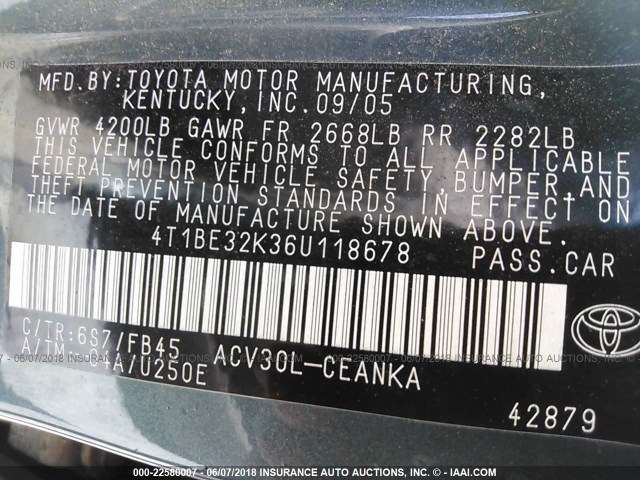 MFD.BY:TOYOTA MOTOR MANUFACTURING,
KENTUCKY, INC. 09/05
GVWR 4200LB GAWR FR 2668LB RR 2282LB
THIS VEHICLE CONFORMS TO ALL APPLICABLE
FEDERAL MOTOR VEHICLE SAFETY, BUMPER, AND
THEFT PREVENTION STANDARDS IN EFFECT ON
THE DATE OF MANUFACTURE SHOWN ABOVE.
4T1BE32K36U118678 PASS.CAR
C/TR:6S7/FB45
A/TM: /U250E
ACV30L-CEANKA
42879
000-22580007 - 06/07/2018 INSURANCE AUTO AUCTIONS, INC. - © IAAI.COM